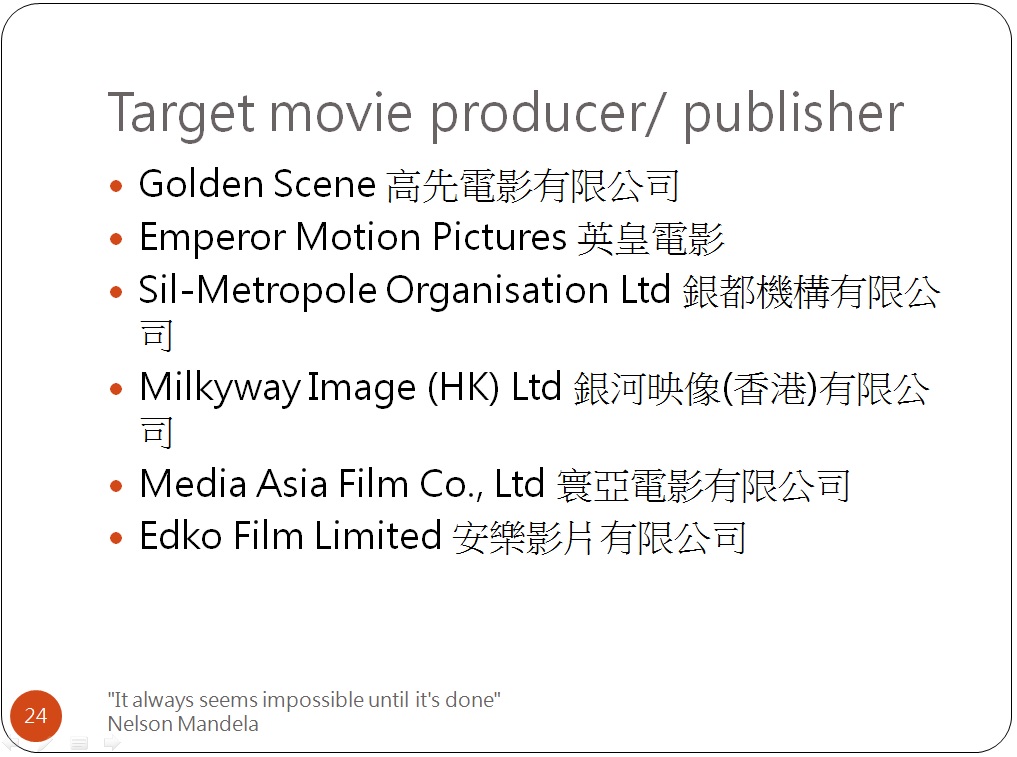 Target movie producer/ publisher
• Golden Scene 高先電影有限公司
• Emperor Motion Pictures 英皇電影
• Sil-Metropole Organisation Ltd 銀都機構有限公
司
• Milkyway Image (HK) Ltd 銀河映像(香港)有限公
司
• Media Asia Film Co., Ltd 寰亞電影有限公司
• Edko Film Limited 安樂影片有限公司
24
"It always seems impossible until it's done"
Nelson Mandela